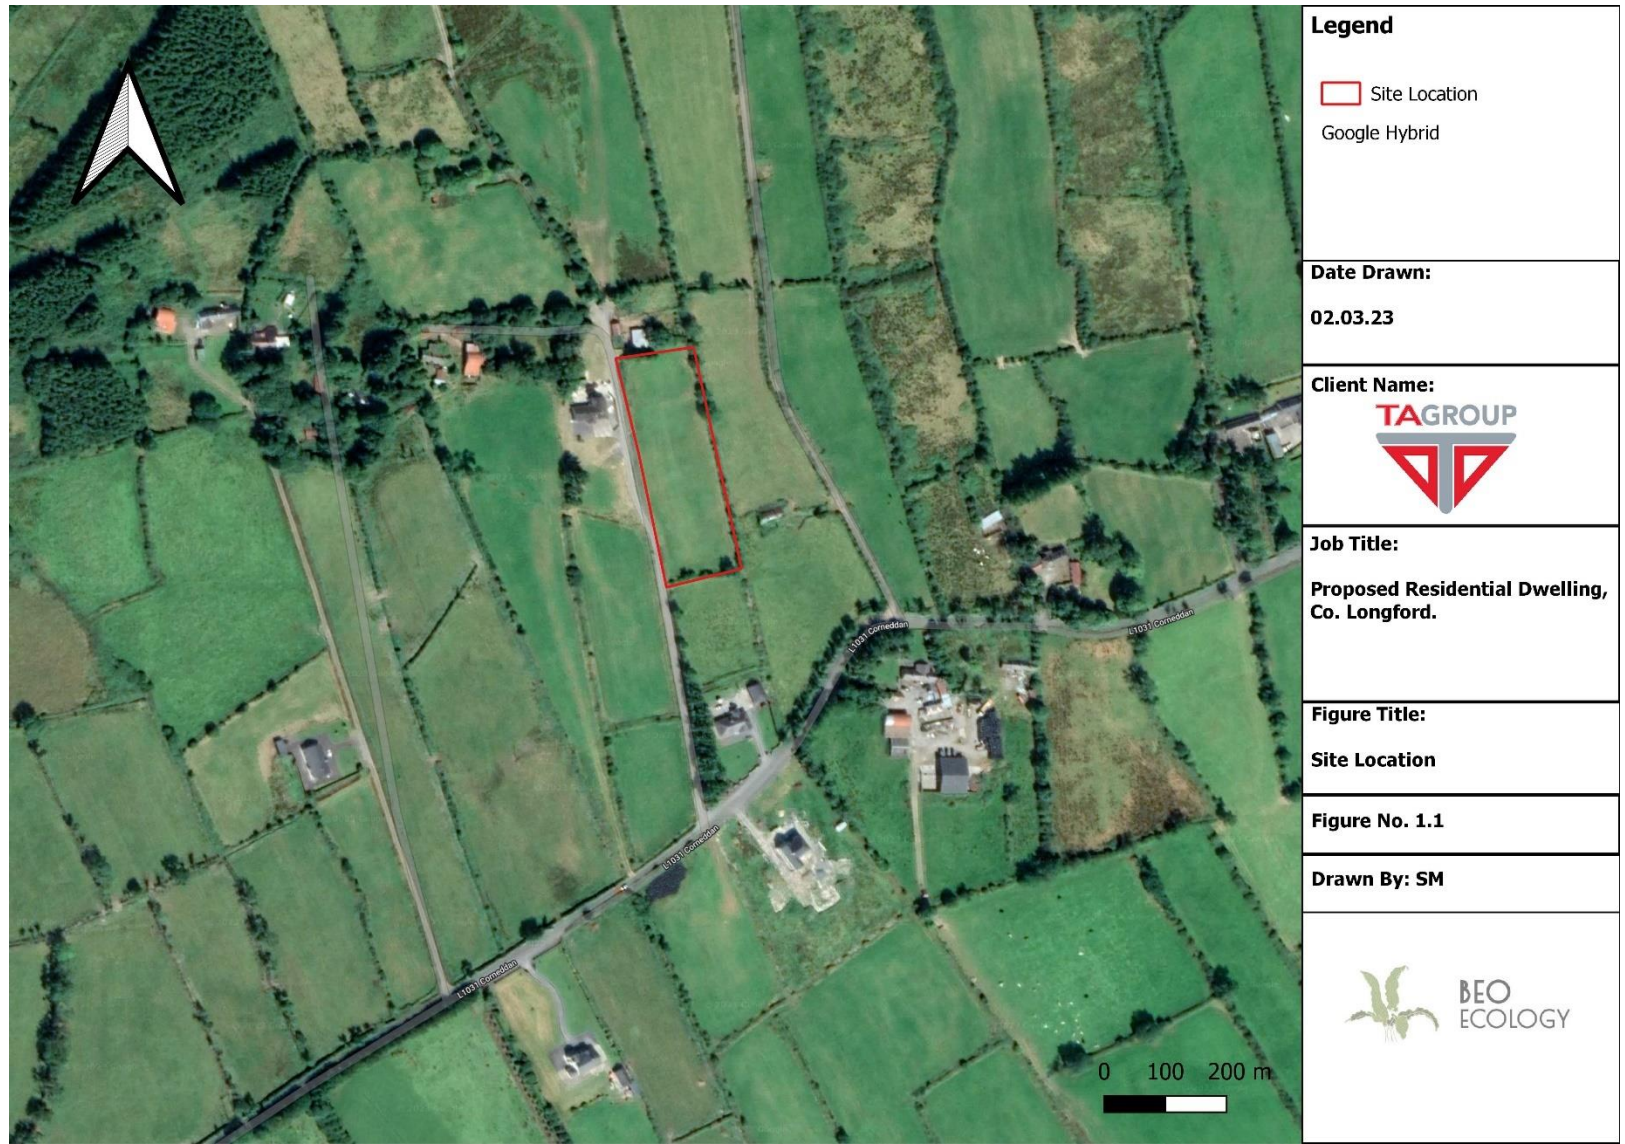 Legend
Site Location
Google Hybrid
Date Drawn:
02.03.23
Client Name:
TAGROUP
Job Title:
Proposed Residential Dwelling,
Co. Longford.
Figure Title:
Site Location
Figure No. 1.1
Drawn By: SM
BEO
ECOLOGY
L1031 Corneddan
L1031 Corneddan
L1031 Corneddan
L1031 Corneddan
0 100 200 m